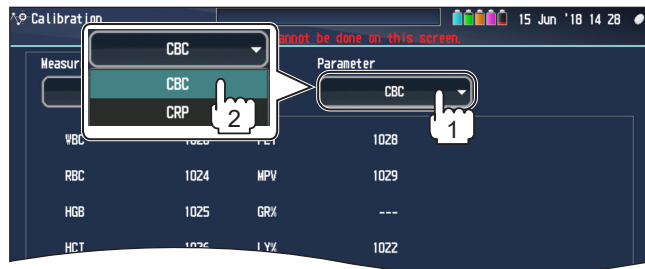 Calibration
15 Jun '18 14 28
annot be done on this screen.
CBC
Measur
Parameter
CBC
CBC
CRP
2
1
WBC 1028
RBC 1024 MPV 1029
HGB 1025 GR% ---
HCT 1026 LY% 1022